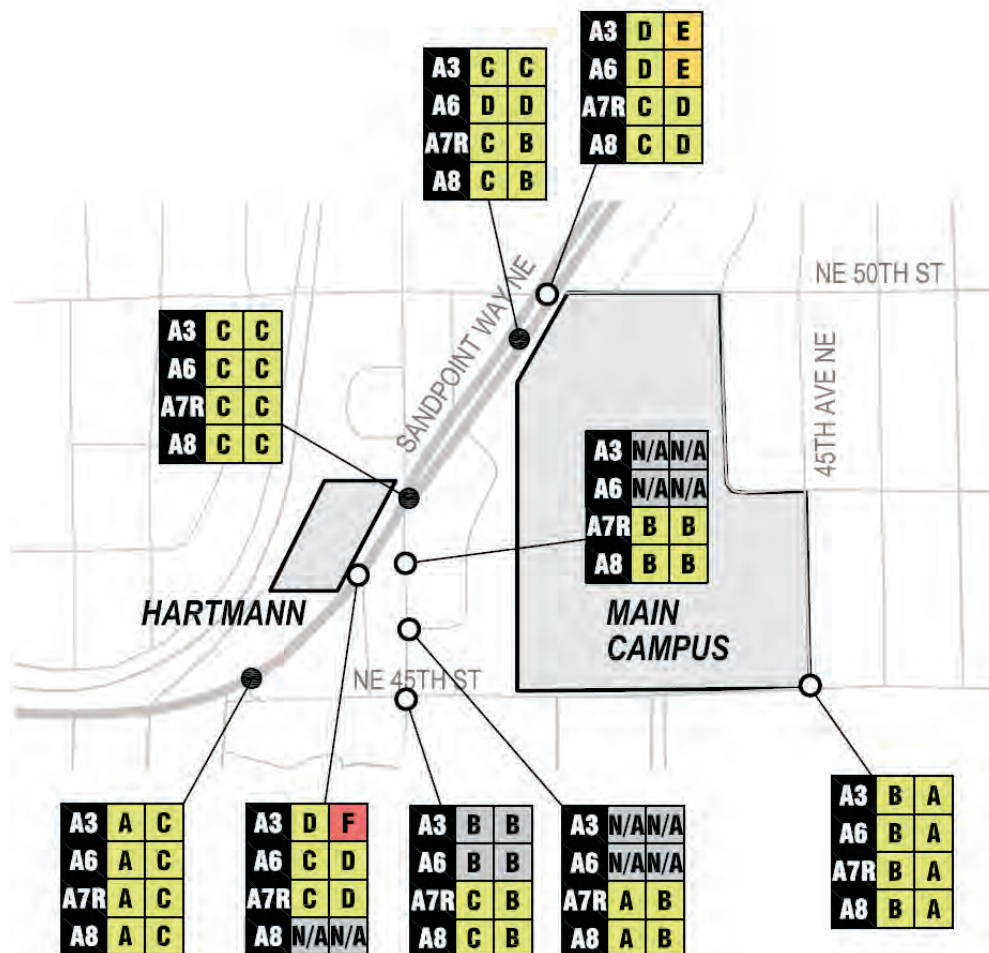 A3 D E
A6 D E
A7R C D
A8 C D
A3 C C
A6 D D
A7R C B
A8 C B
SANDPOINT WAY NE
NE 50TH ST
45TH AVE NE
A3 C C
A6 C C
A7R C C
A8 C C
A3 N/A N/A
A6 N/A N/A
A7R B B
A8 B B
HARTMANN
MAIN
CAMPUS
NE 45TH ST
A3 A C
A6 A C
A7R A C
A8 A C
A3 D F
A6 C D
A7R C D
A8 N/A N/A
A3 B B
A6 B B
A7R C B
A8 C B
A3 N/A N/A
A6 N/A N/A
A7R A B
A8 A B
A3 B A
A6 B A
A7R B A
A8 B A